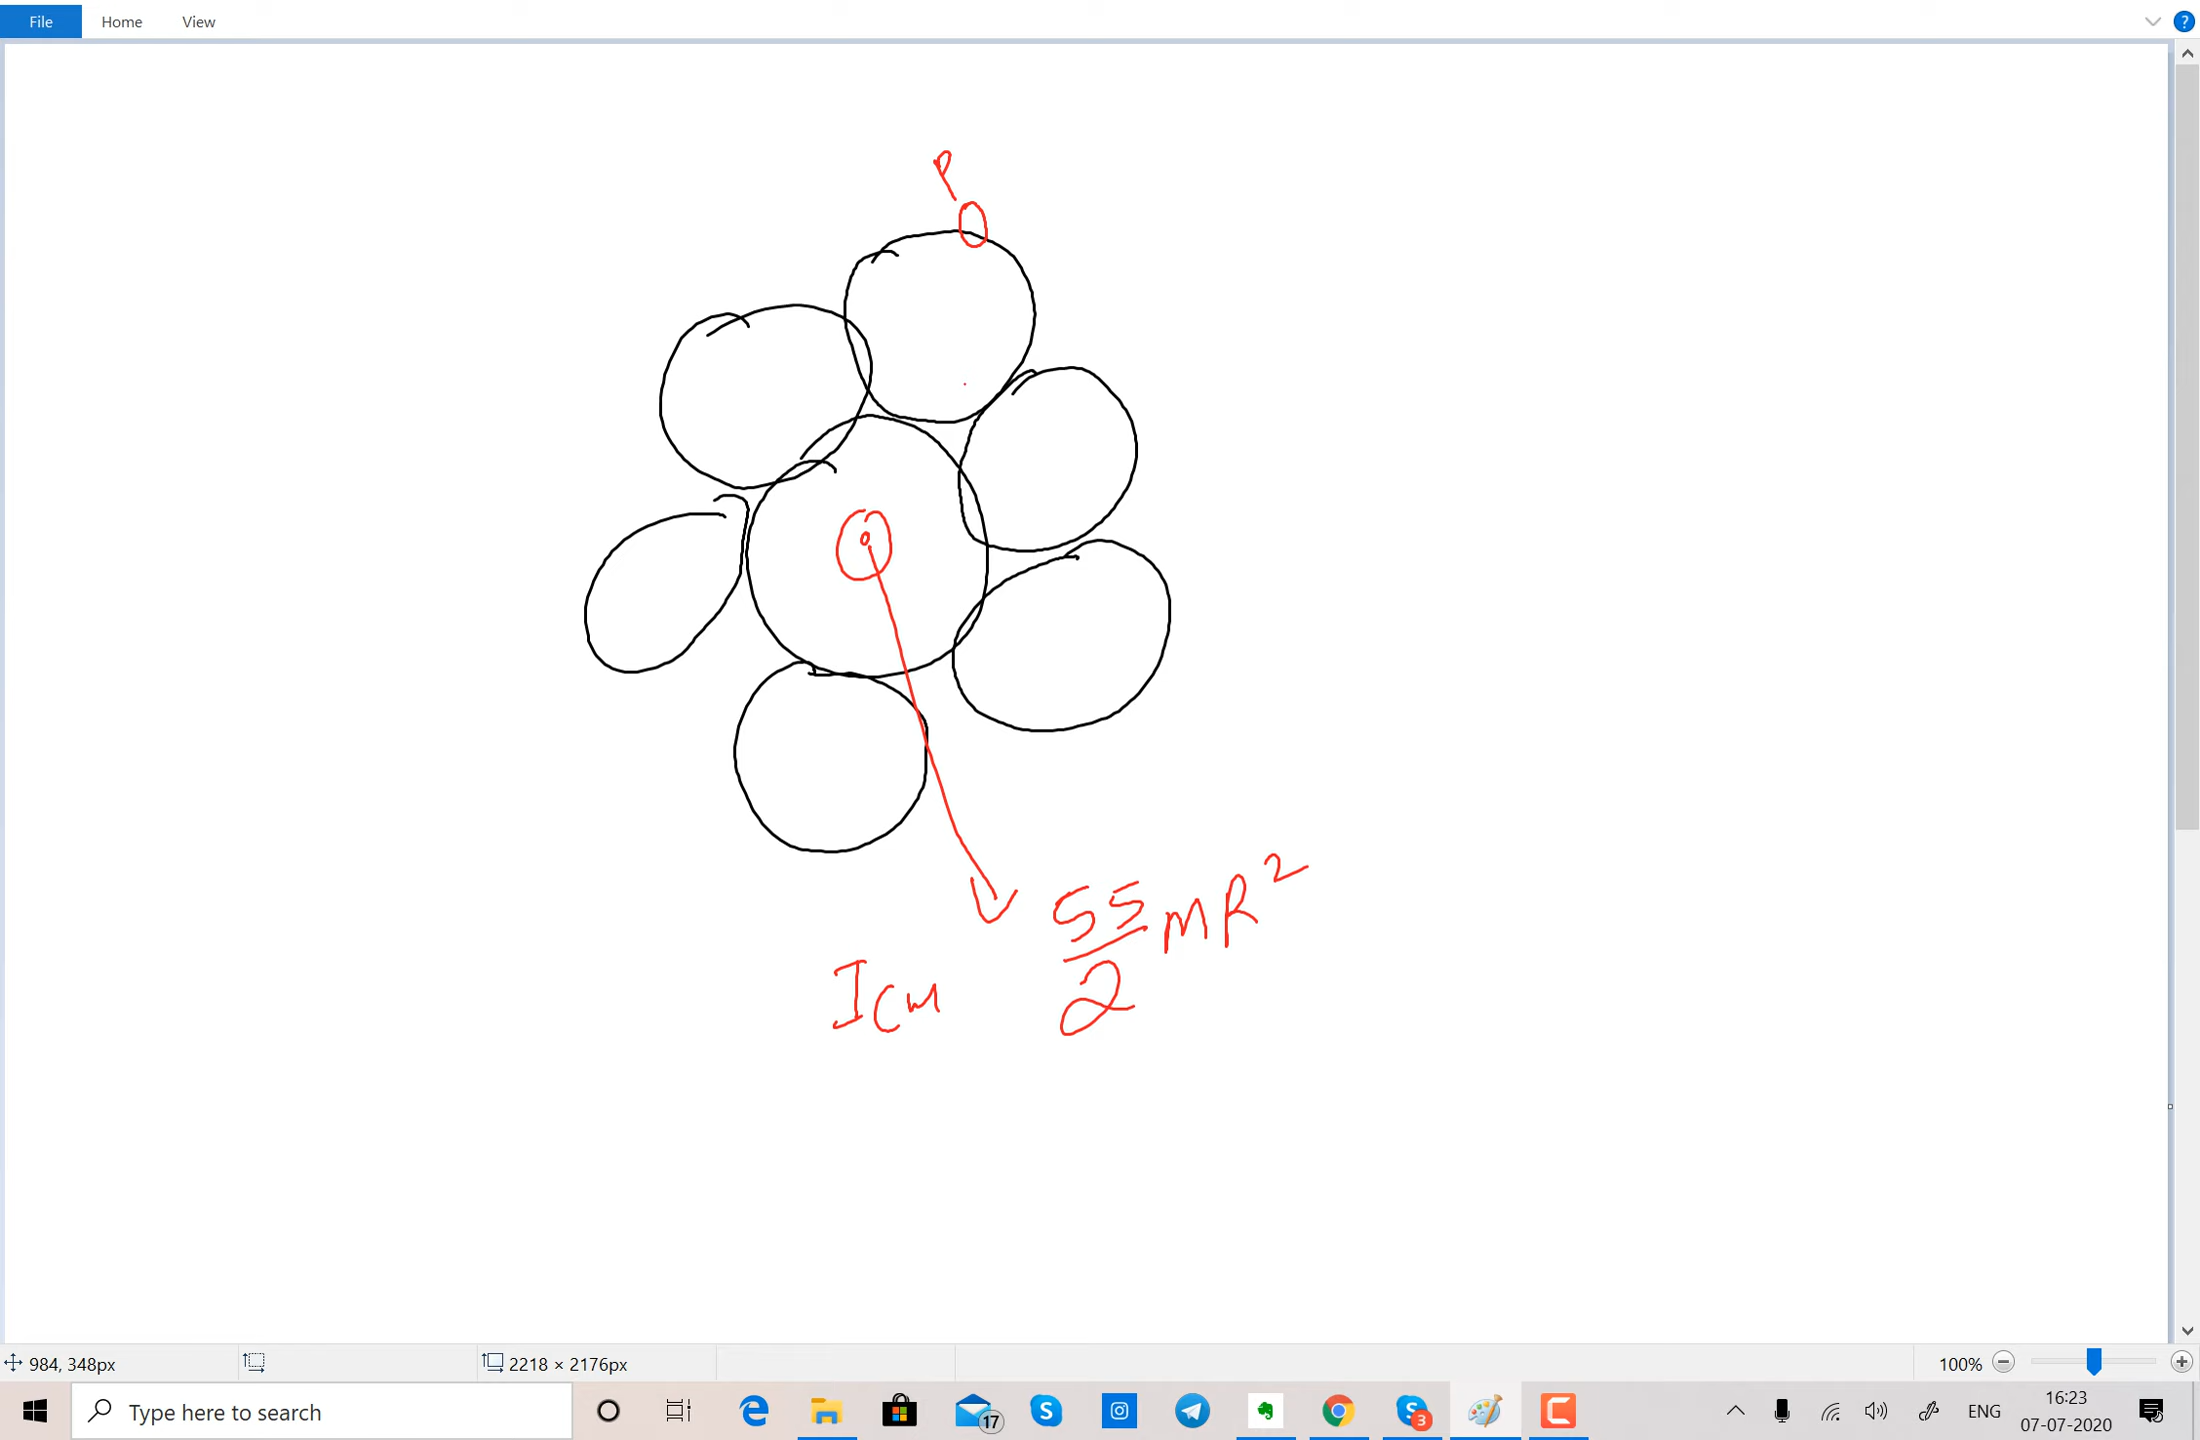 File Home View
P
55
mR²
2
Icm
984, 348px 2218 × 2176px 100%
Type here to search 17 3 ENG 16:23
07-07-2020